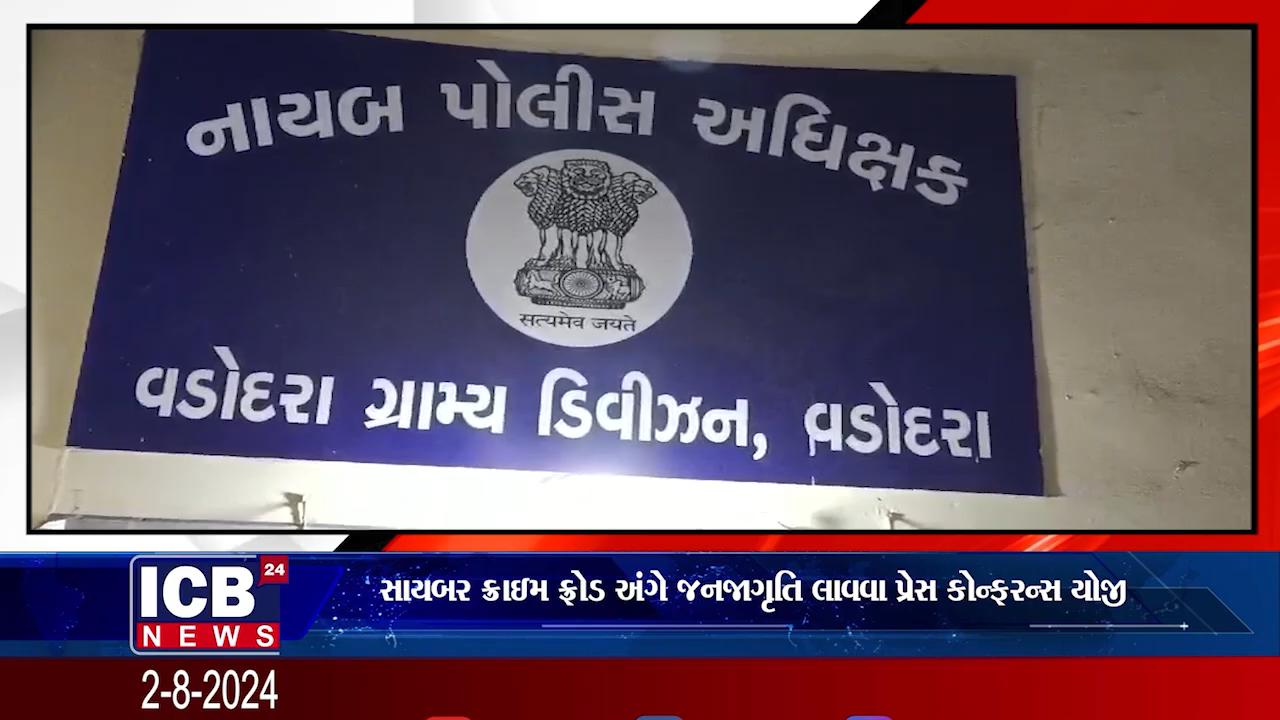 નાયબ પોલીસ અધિક્ષક
સત્યમેવ જયતે
વડોદરા ગ્રામ્ય ડિવીઝન, વડોદરા
ICB 24
NEWS
સાયબર ક્રાઇમ ફ્રોડ અંગે જનજાગૃતિ લાવવા પ્રેસ કોન્ફરન્સ યોજી
2-8-2024